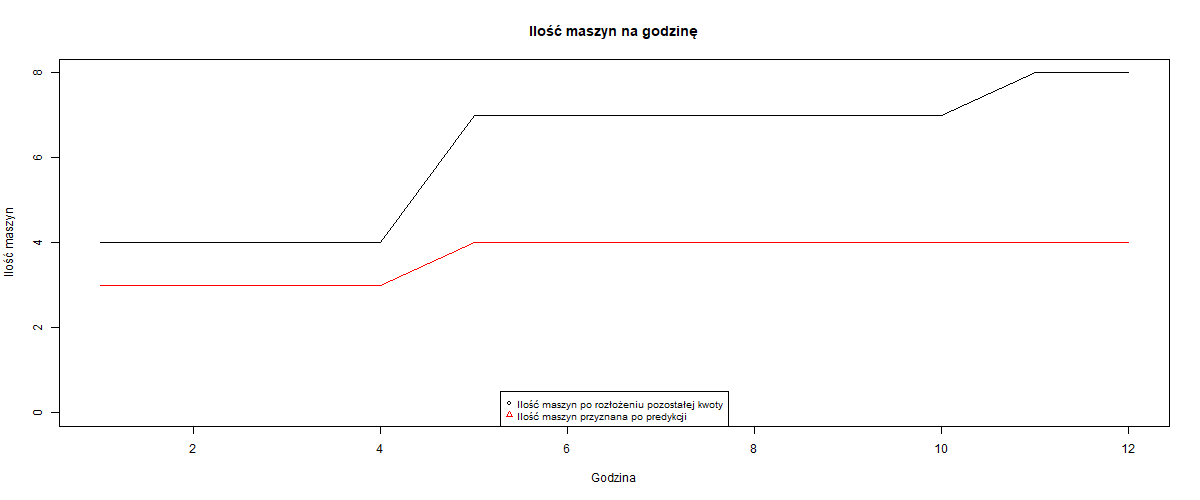 Ilość maszyn na godzinę
Ilość maszyn
8
6
4
2
0
Ilość maszyn po rozłożeniu pozostałej kwoty
Ilość maszyn przyznana po predykcji
2 4 6 8 10 12
Godzina